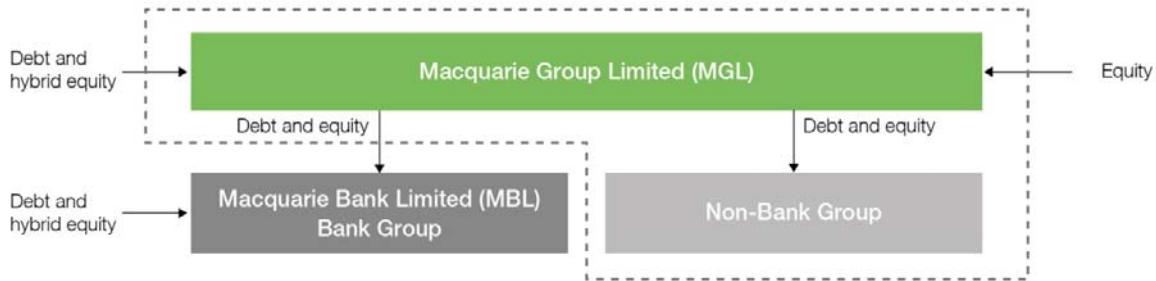 Debt and
hybrid equity
Macquarie Group Limited (MGL)
Equity
Debt and equity
Debt and equity
Debt and
hybrid equity
Macquarie Bank Limited (MBL)
Bank Group
Non-Bank Group